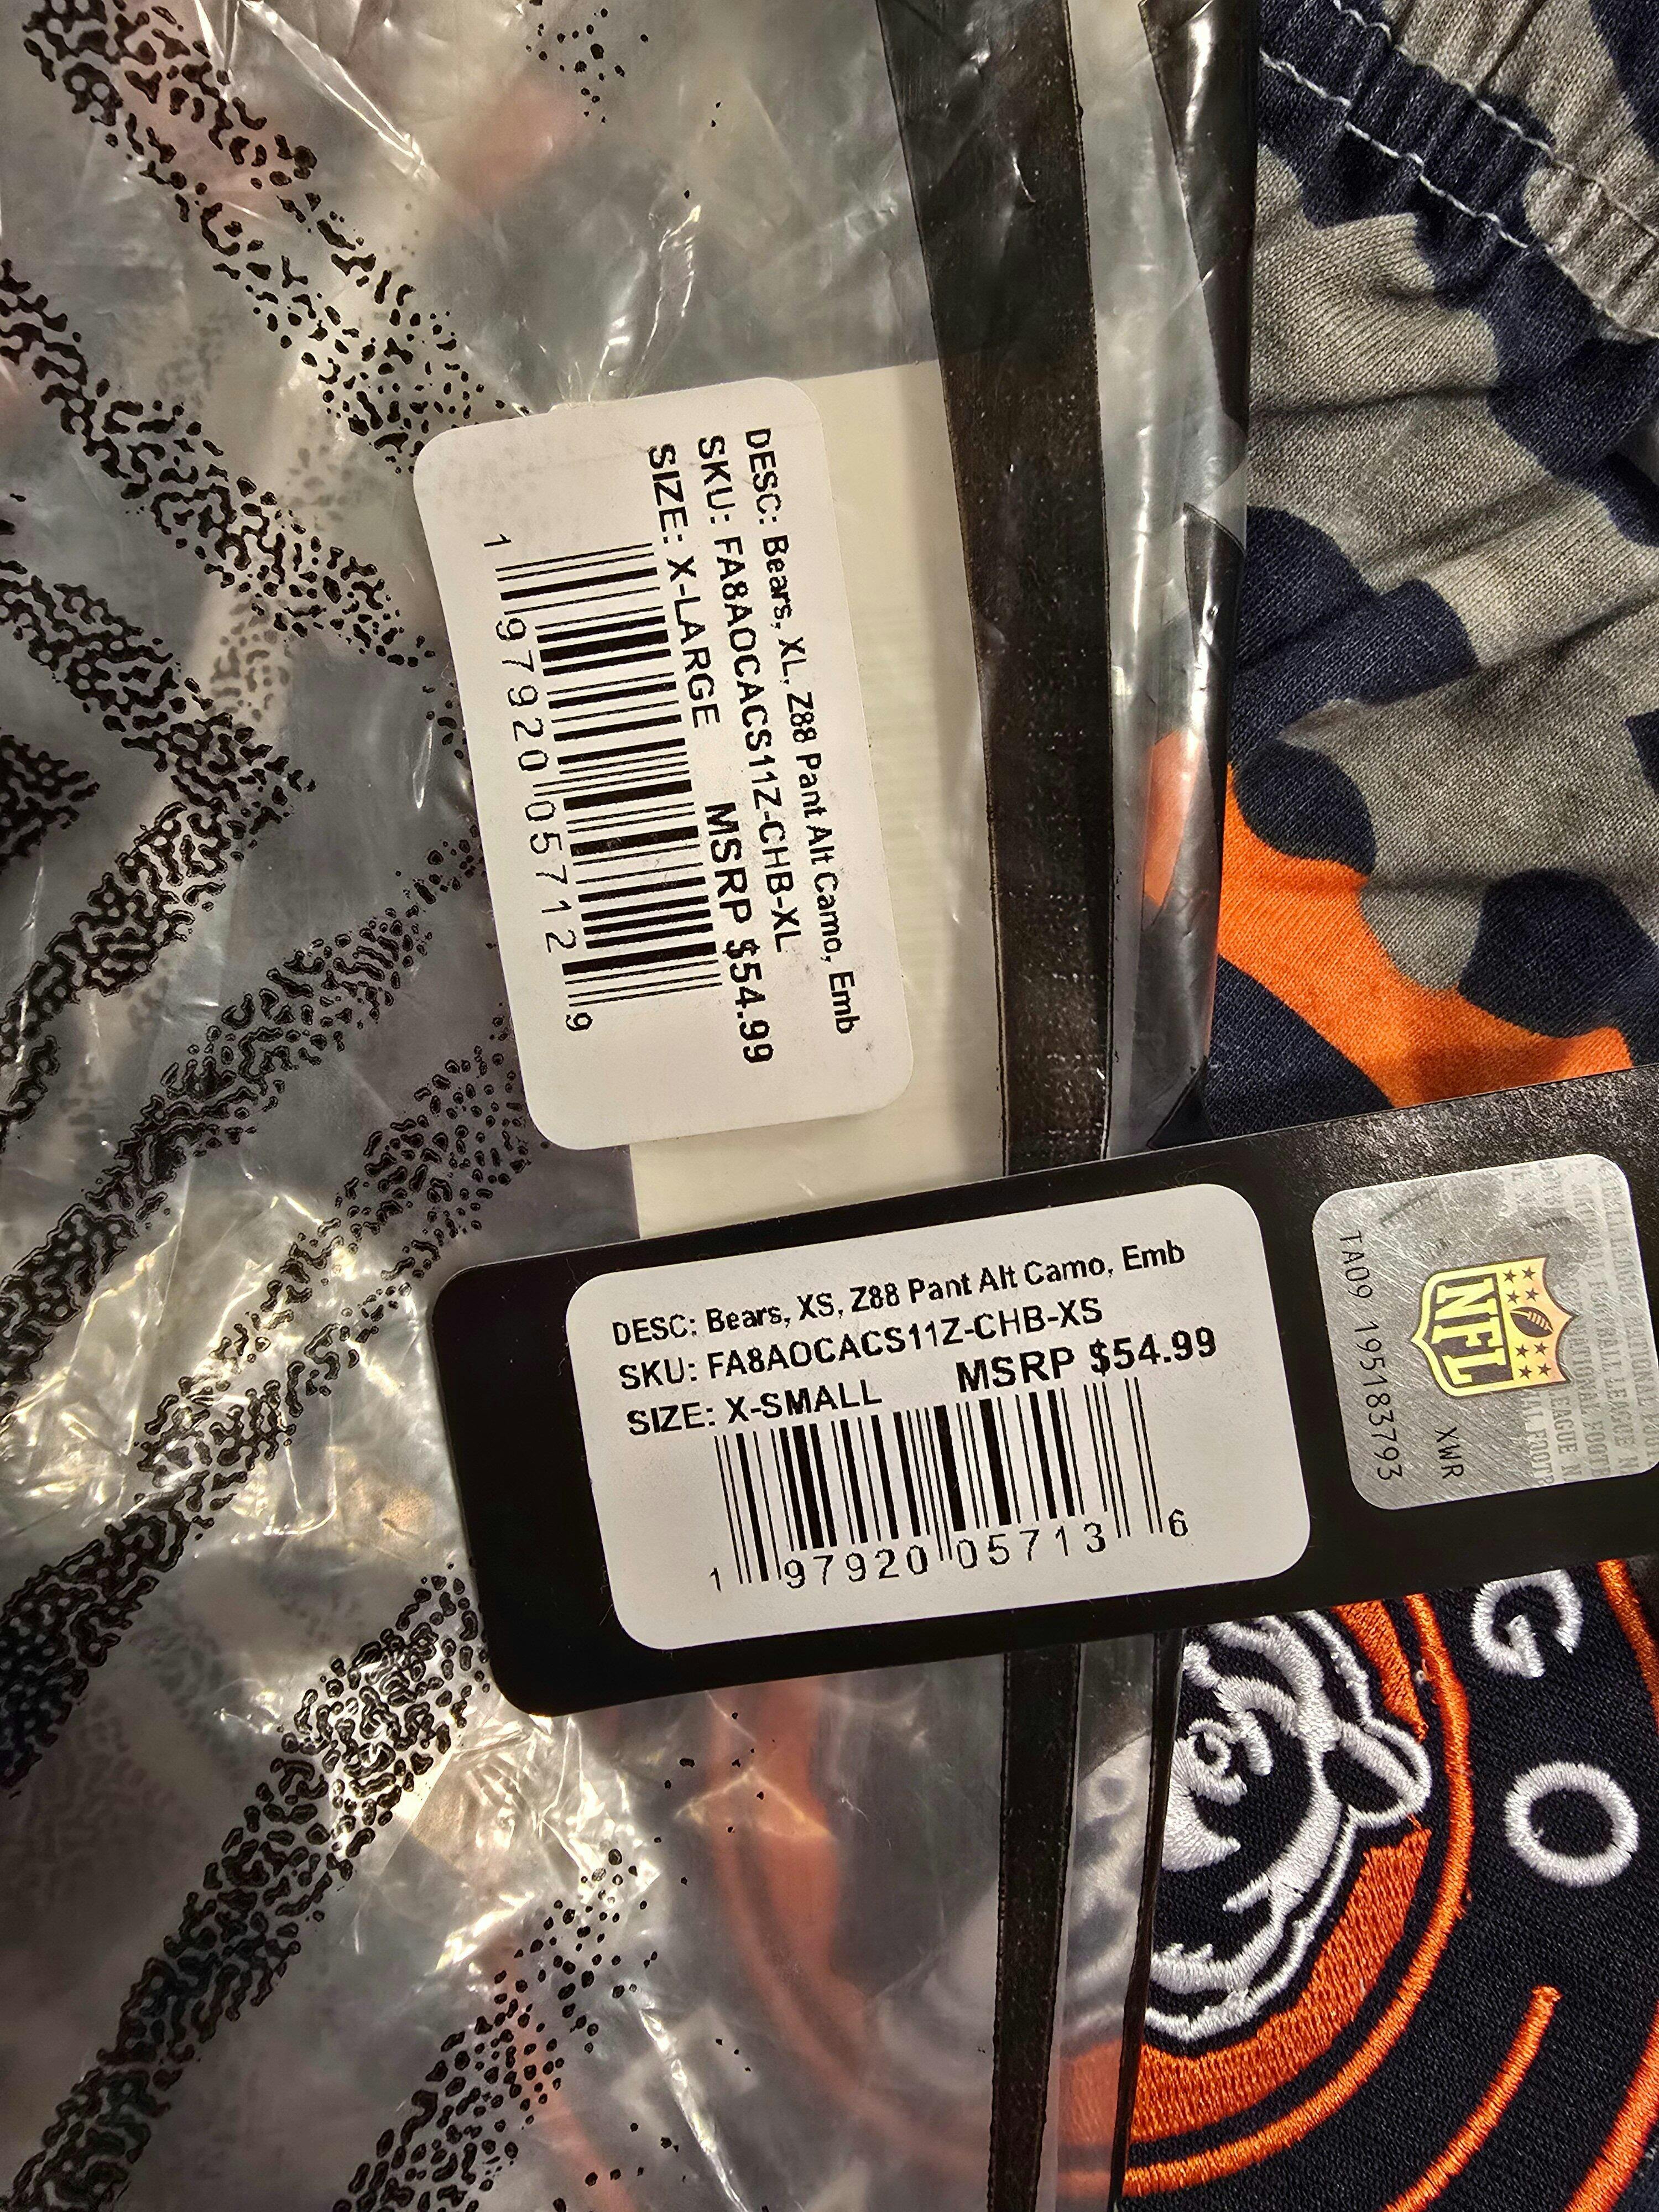 DESC: Bears, XL, Z88 Pant Alt Camo, Emb
SKU: FA8AOCACS11Z-CHB-XL
SIZE: X-LARGE MSRP $54.99
1 97920 05712 9
DESC: Bears, XS, Z88 Pant Alt Camo, Emb
SKU: FA8AOCACS11Z-CHB-XS
SIZE: X-SMALL MSRP $54.99
1 97920 05713 6
NFL
TA09 195183793
XWR
GO